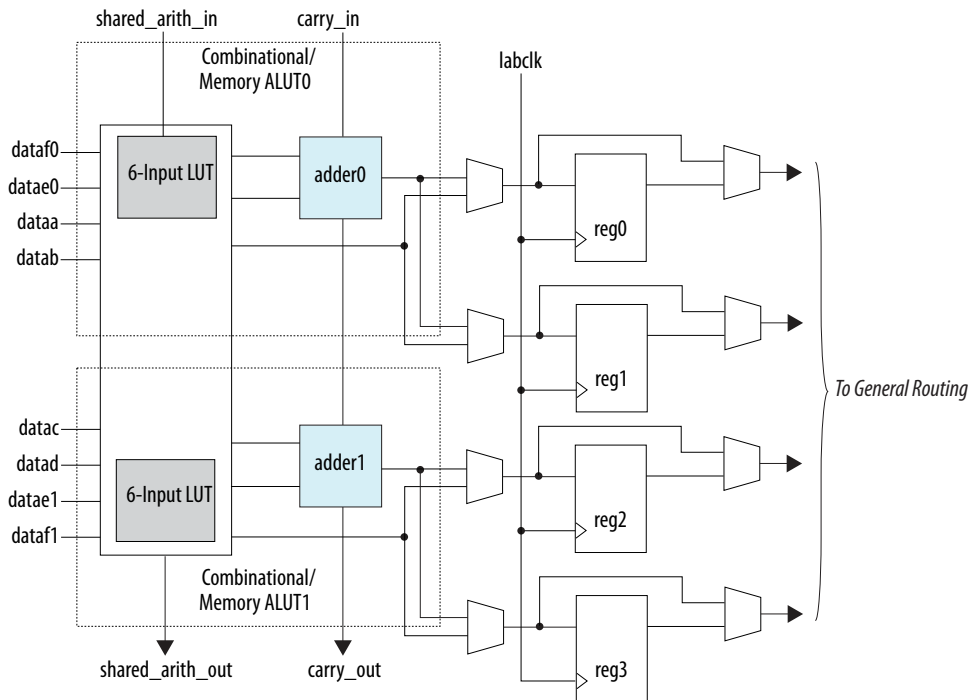 shared_arith_in
carry_in
Combinational/
Memory ALUT0
labclk
dataf0
datae0
dataa
datab
6-Input LUT
adder0
reg0
reg1
To General Routing
datac
datad
datae1
dataf1
6-Input LUT
adder1
reg2
Combinational/
Memory ALUT1
reg3
shared_arith_out
carry_out